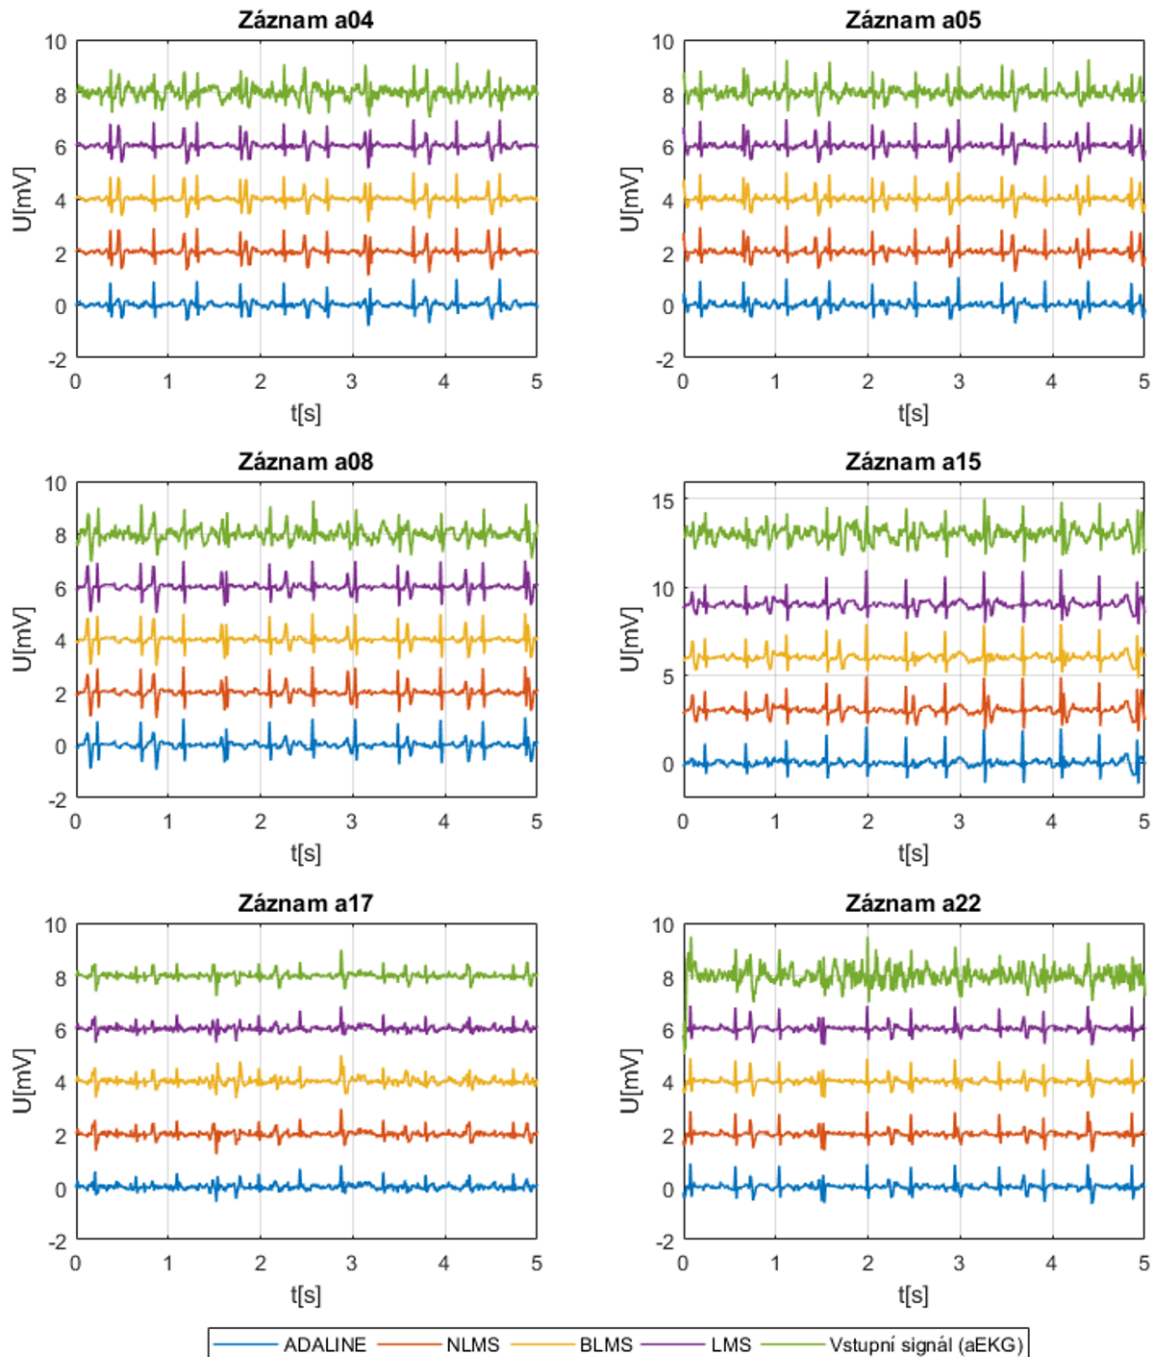 Záznam a04
10
8
6
4
2
0
-2
U[mV]
0 1 2 3 4 5
t[s]
Záznam a05
10
8
6
4
2
0
-2
U[mV]
0 1 2 3 4 5
t[s]
Záznam a08
10
8
6
4
2
0
-2
U[mV]
0 1 2 3 4 5
t[s]
Záznam a15
15
10
5
0
U[mV]
0 1 2 3 4 5
t[s]
Záznam a17
10
8
6
4
2
0
-2
U[mV]
0 1 2 3 4 5
t[s]
Záznam a22
10
8
6
4
2
0
-2
U[mV]
0 1 2 3 4 5
t[s]
ADALINE NLMS BLMS LMS Vstupní signál (aEKG)